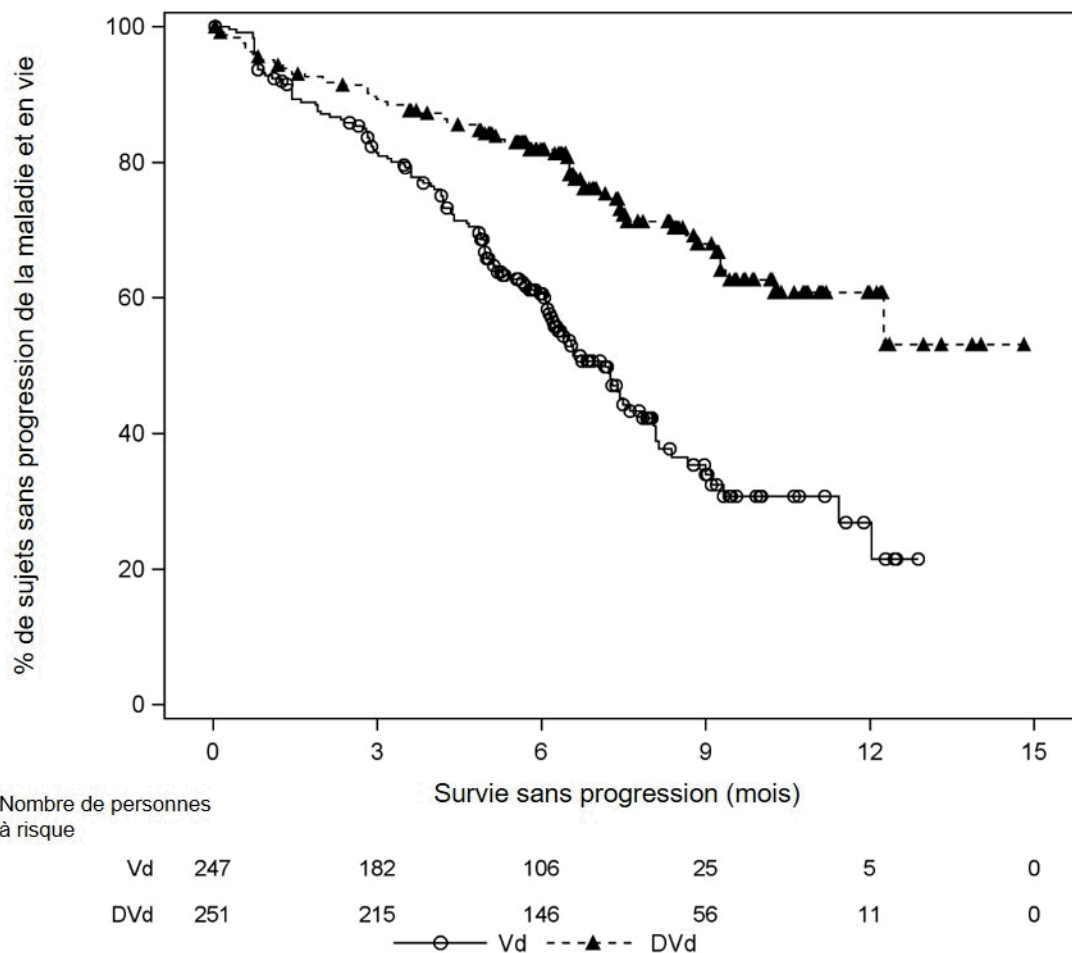 % de sujets sans progression de la maladie et en vie
100
80
60
40
20
0
0 3 6 9 12 15
Survie sans progression (mois)
Nombre de personnes
à risque
Vd 247 182 106 25 5 0
DVd 251 215 146 56 11 0
Vd DVd